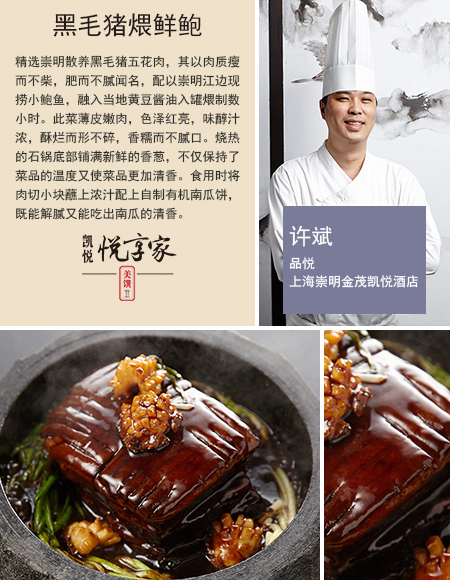 黑毛猪煨鲜鲍
精选崇明散养黑毛猪五花肉，其以肉质瘦
而不柴，肥而不腻闻名，配以崇明江边现
捞小鲍鱼，融入当地黄豆酱油入罐煨制数
小时。此菜薄皮嫩肉，色泽红亮，味醇汁
浓，酥烂而形不碎，香糯而不腻口。烧热
的石锅底部铺满新鲜的香葱，不仅保持了
菜品的温度又使菜品更加清香。食用时将
肉切小块蘸上浓汁配上自制有机南瓜饼，
既能解腻又能吃出南瓜的清香。
凯悦 悦享家
美馔
许斌
品悦
上海崇明金茂凯悦酒店